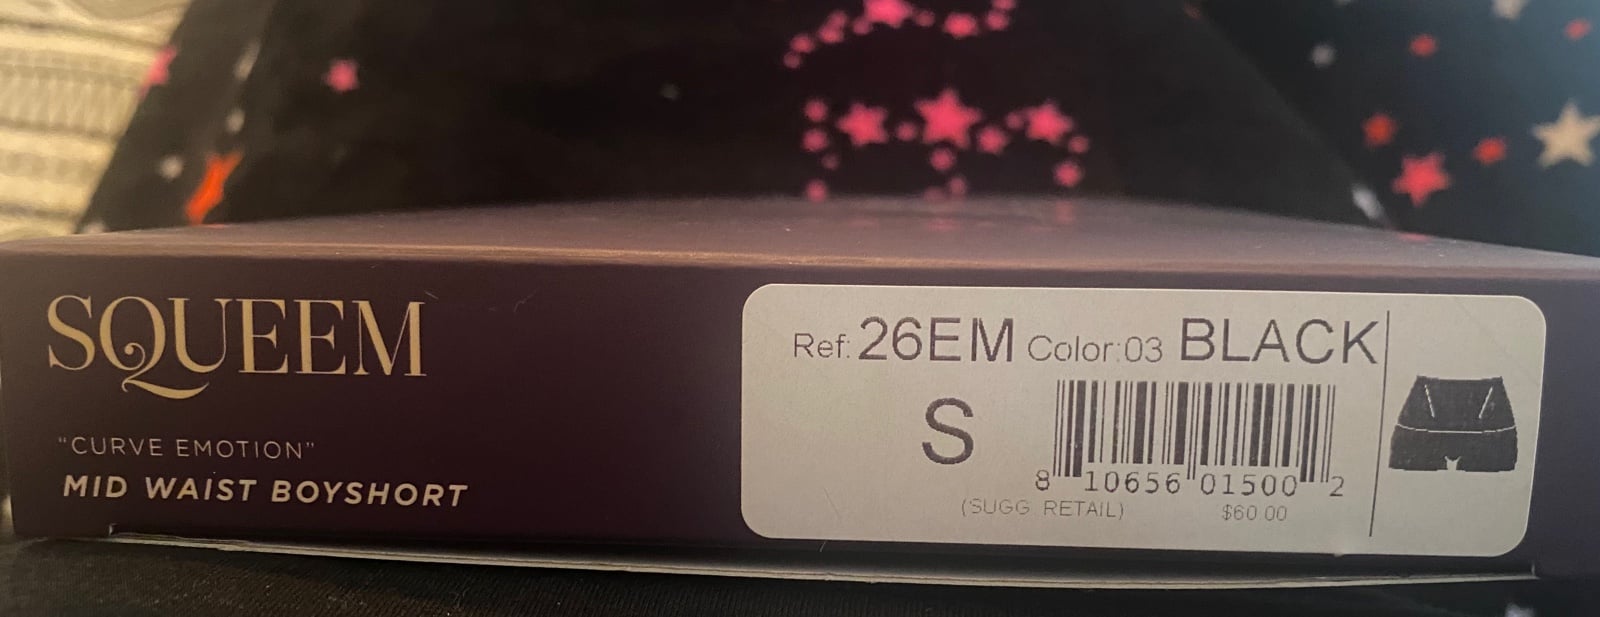 SQUEEM
"CURVE EMOTION"
MID WAIST BOYSHORT
Ref: 26EM Color:03 BLACK
S
8 10656 01500 2
(SUGG. RETAIL) $60.00